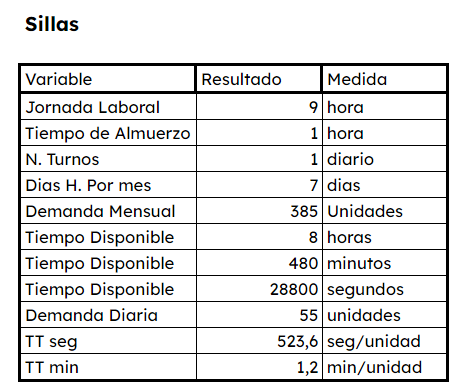 Sillas
Variable Resultado Medida
Jornada Laboral 9 hora
Tiempo de Almuerzo 1 hora
N. Turnos 1 diario
Dias H. Por mes 7 dias
Demanda Mensual 385 Unidades
Tiempo Disponible 8 horas
Tiempo Disponible 480 minutos
Tiempo Disponible 28800 segundos
Demanda Diaria 55 unidades
TT seg 523,6 seg/unidad
TT min 1,2 min/unidad